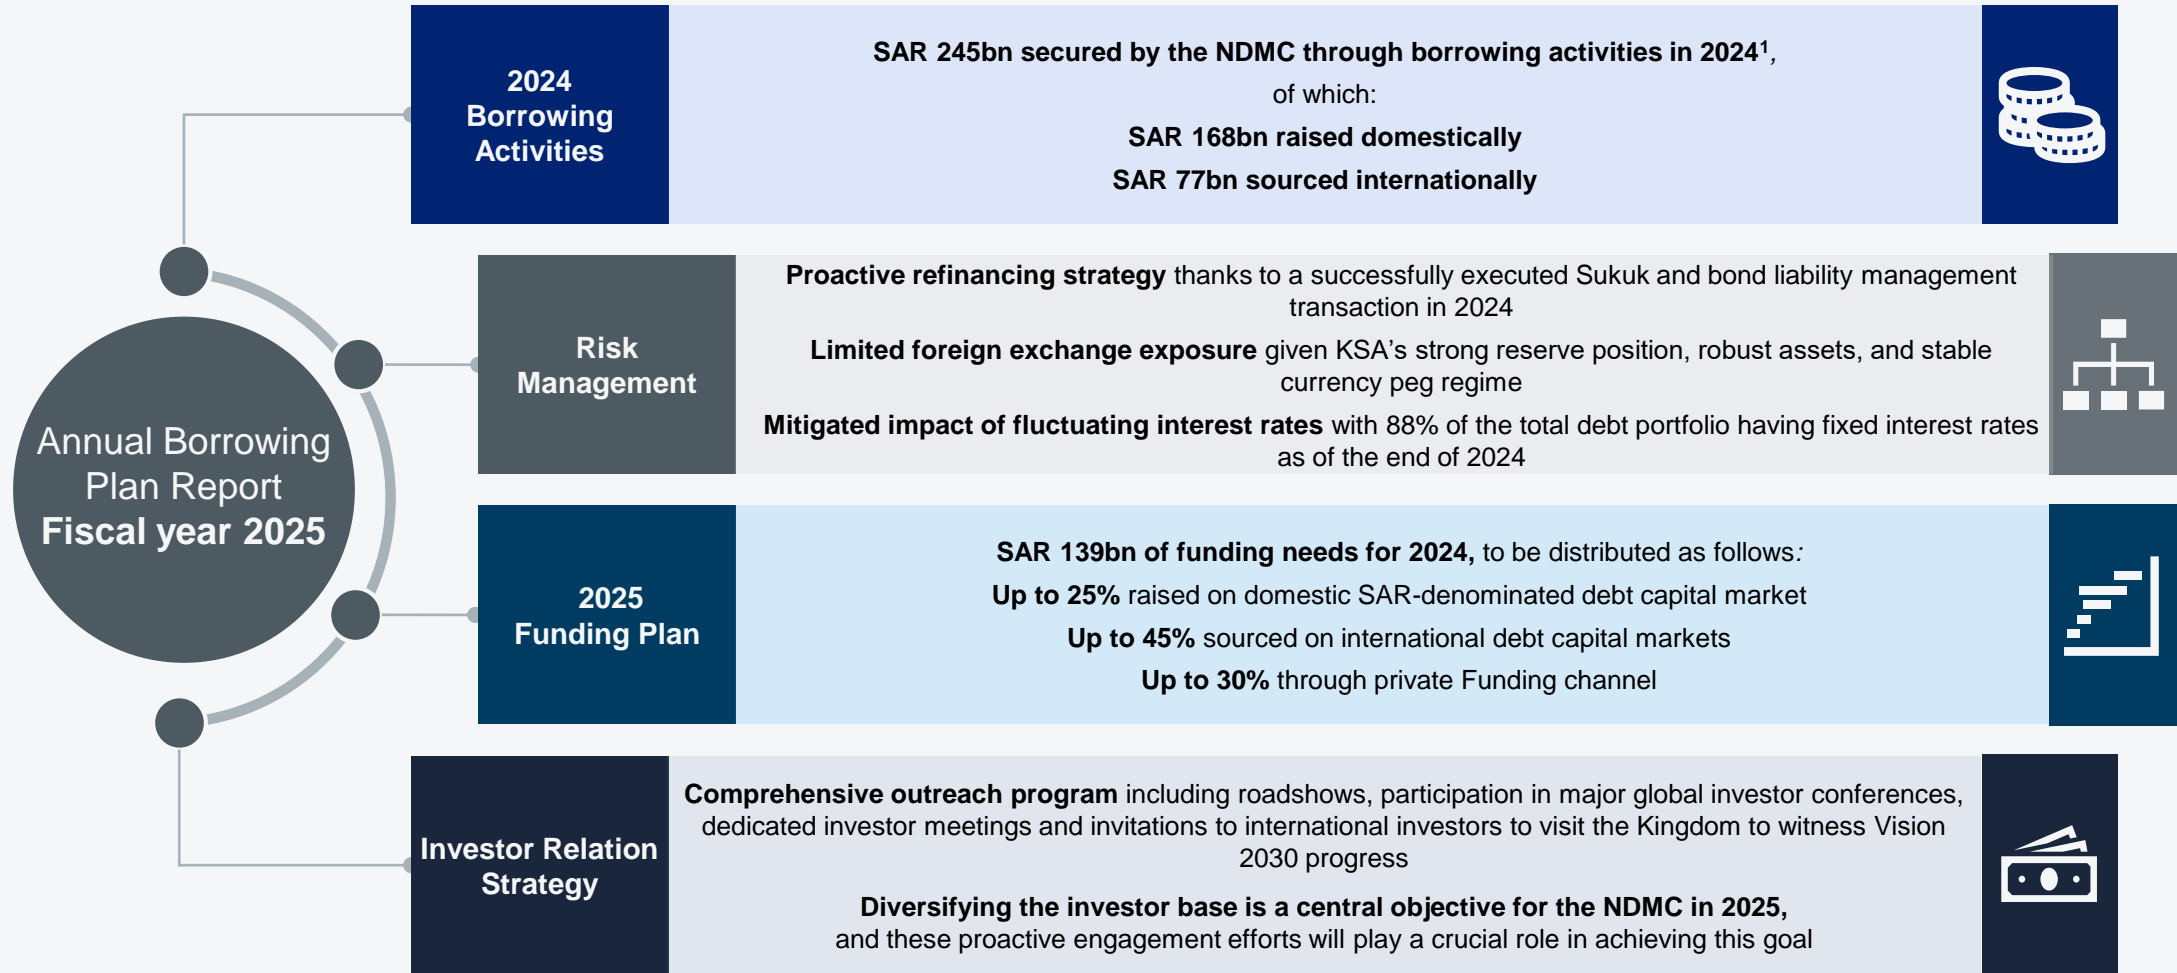 Annual Borrowing
Plan Report
Fiscal year 2025
2024
Borrowing
Activities
SAR 245bn secured by the NDMC through borrowing activities in 2024¹,
of which:
SAR 168bn raised domestically
SAR 77bn sourced internationally
Risk
Management
Proactive refinancing strategy thanks to a successfully executed Sukuk and bond liability management
transaction in 2024
Limited foreign exchange exposure given KSA’s strong reserve position, robust assets, and stable
currency peg regime
Mitigated impact of fluctuating interest rates with 88% of the total debt portfolio having fixed interest rates
as of the end of 2024
2025
Funding Plan
SAR 139bn of funding needs for 2024, to be distributed as follows:
Up to 25% raised on domestic SAR-denominated debt capital market
Up to 45% sourced on international debt capital markets
Up to 30% through private Funding channel
Investor Relation
Strategy
Comprehensive outreach program including roadshows, participation in major global investor conferences,
dedicated investor meetings and invitations to international investors to visit the Kingdom to witness Vision
2030 progress
Diversifying the investor base is a central objective for the NDMC in 2025,
and these proactive engagement efforts will play a crucial role in achieving this goal